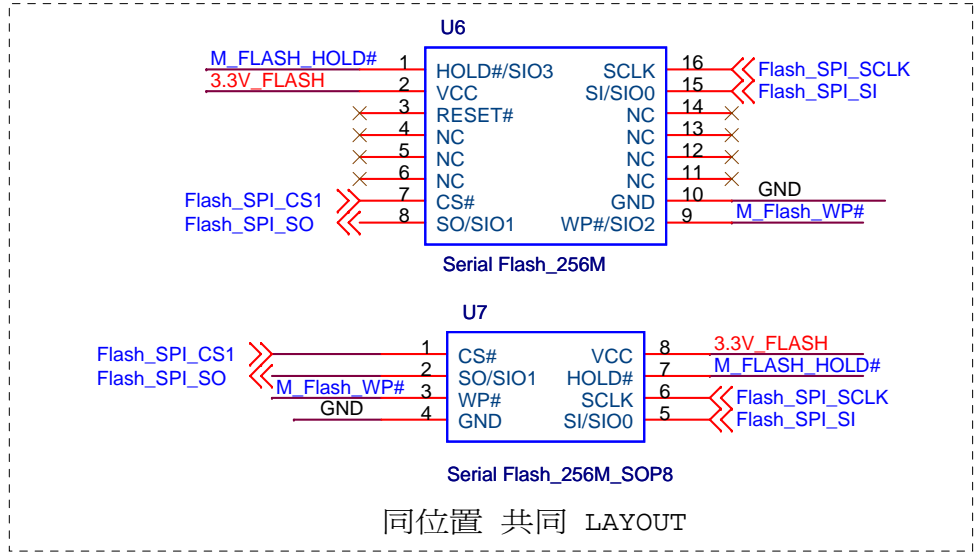 U6
M_FLASH_HOLD# 1 HOLD#/SIO3 SCLK 16 Flash_SPI_SCLK
3.3V_FLASH 2 VCC SI/SIO0 15 Flash_SPI_SI
3 RESET# NC 14
4 NC NC 13
5 NC NC 12
6 NC NC 11
Flash_SPI_CS1 7 CS# GND 10 GND
Flash_SPI_SO 8 SO/SIO1 WP#/SIO2 9 M_Flash_WP#
Serial Flash_256M
U7
Flash_SPI_CS1 1 CS# VCC 8 3.3V_FLASH
Flash_SPI_SO 2 SO/SIO1 HOLD# 7 M_FLASH_HOLD#
M_Flash_WP# 3 WP# SCLK 6 Flash_SPI_SCLK
GND 4 GND SI/SIO0 5 Flash_SPI_SI
Serial Flash_256M_SOP8
同位置 共同 LAYOUT